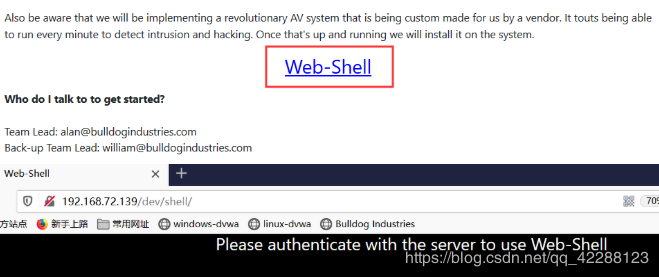 Also be aware that we will be implementing a revolutionary AV system that is being custom made for us by a vendor. It touts being able
to run every minute to detect intrusion and hacking. Once that's up and running we will install it on the system.
Web-Shell
Who do I talk to to get started?
Team Lead: alan@bulldogindustries.com
Back-up Team Lead: william@bulldogindustries.com
Web-Shell
192.168.72.139/dev/shell/
70%
方站点 新手上路 常用网址 windows-dvwa linux-dvwa Bulldog Industries
Please authenticate with the server to use Web-Shell
https://blog.csdn.net/qq_42288123